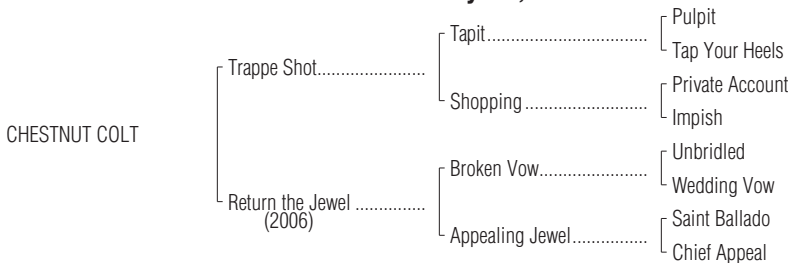 Pulpit
Tapit..................................
Tap Your Heels
Trappe Shot.......................
Private Account
Shopping..........................
Impish
CHESTNUT COLT
Unbridled
Broken Vow.......................
Wedding Vow
Return the Jewel ...............
(2006)
Saint Ballado
Appealing Jewel................
Chief Appeal